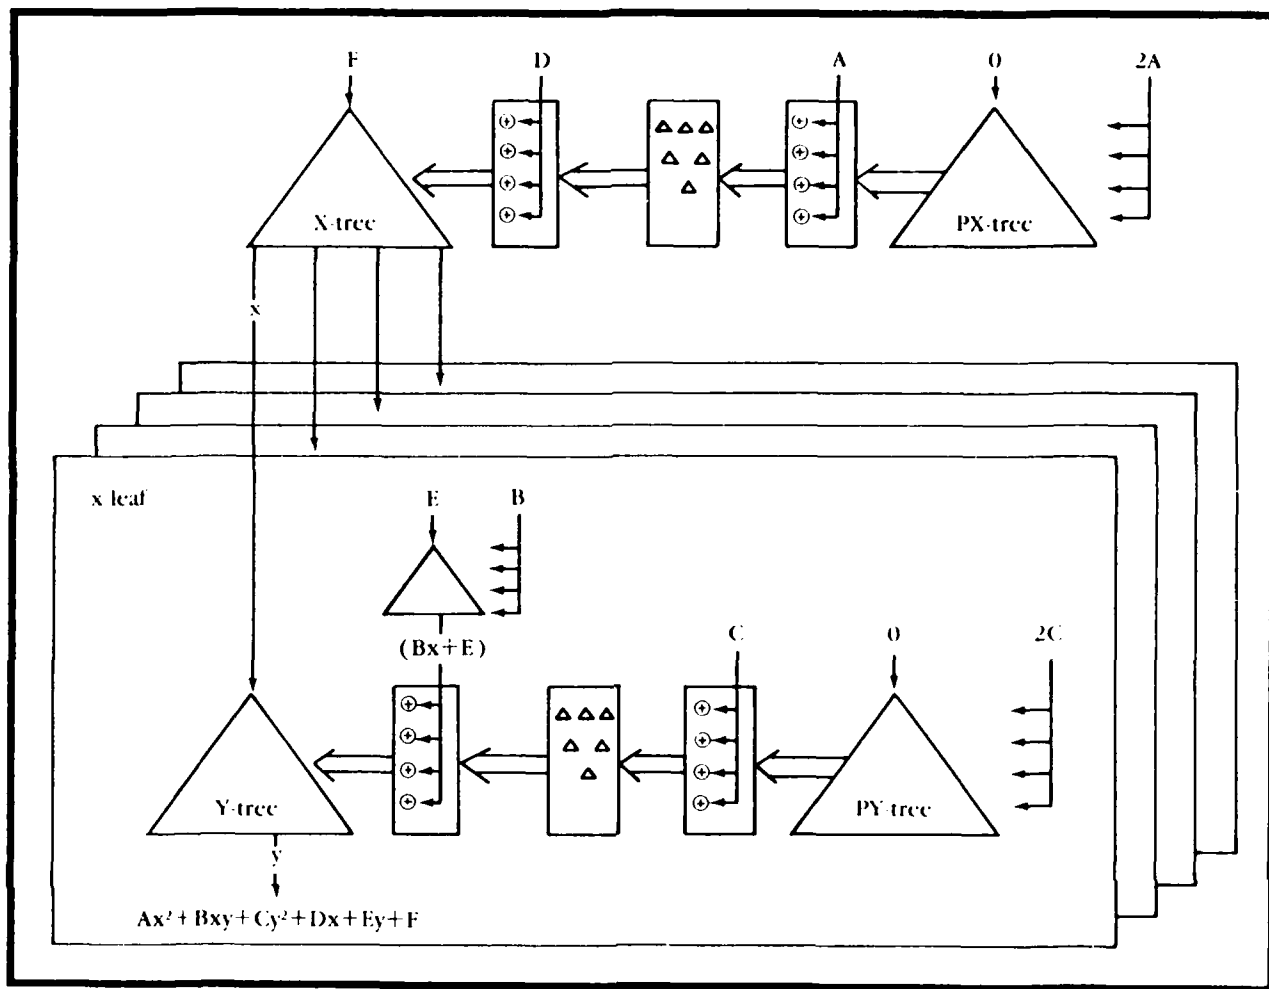 F D A 0 2A
X-tree PX-tree
x
x leaf
E B
(Bx+E) C 0 2C
Y-tree PY-tree
y
Ax²+Bxy+Cy²+Dx+Ey+F